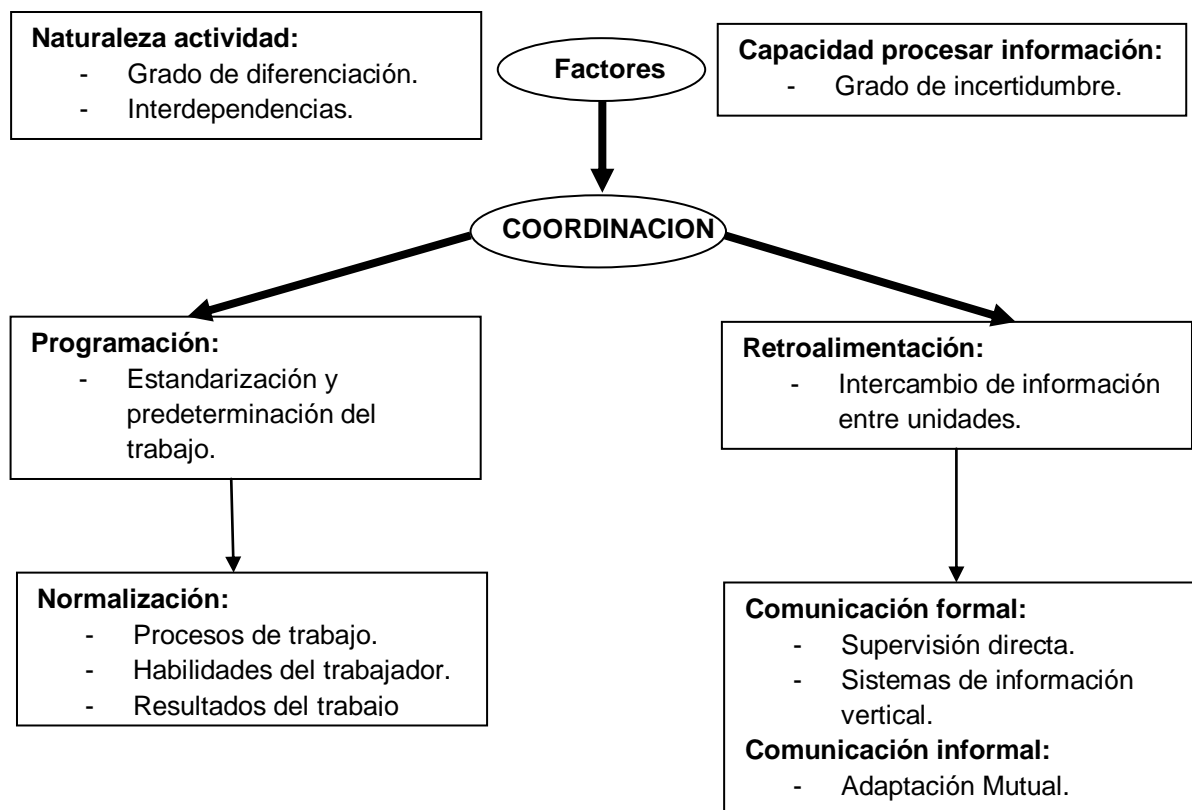 Naturaleza actividad:
- Grado de diferenciación.
- Interdependencias.
Factores
Capacidad procesar información:
- Grado de incertidumbre.
COORDINACION
Programación:
- Estandarización y
predeterminación del
trabajo.
Retroalimentación:
- Intercambio de información
entre unidades.
Normalización:
- Procesos de trabajo.
- Habilidades del trabajador.
- Resultados del trabajo
Comunicación formal:
- Supervisión directa.
- Sistemas de información
vertical.
Comunicación informal:
- Adaptación Mutual.